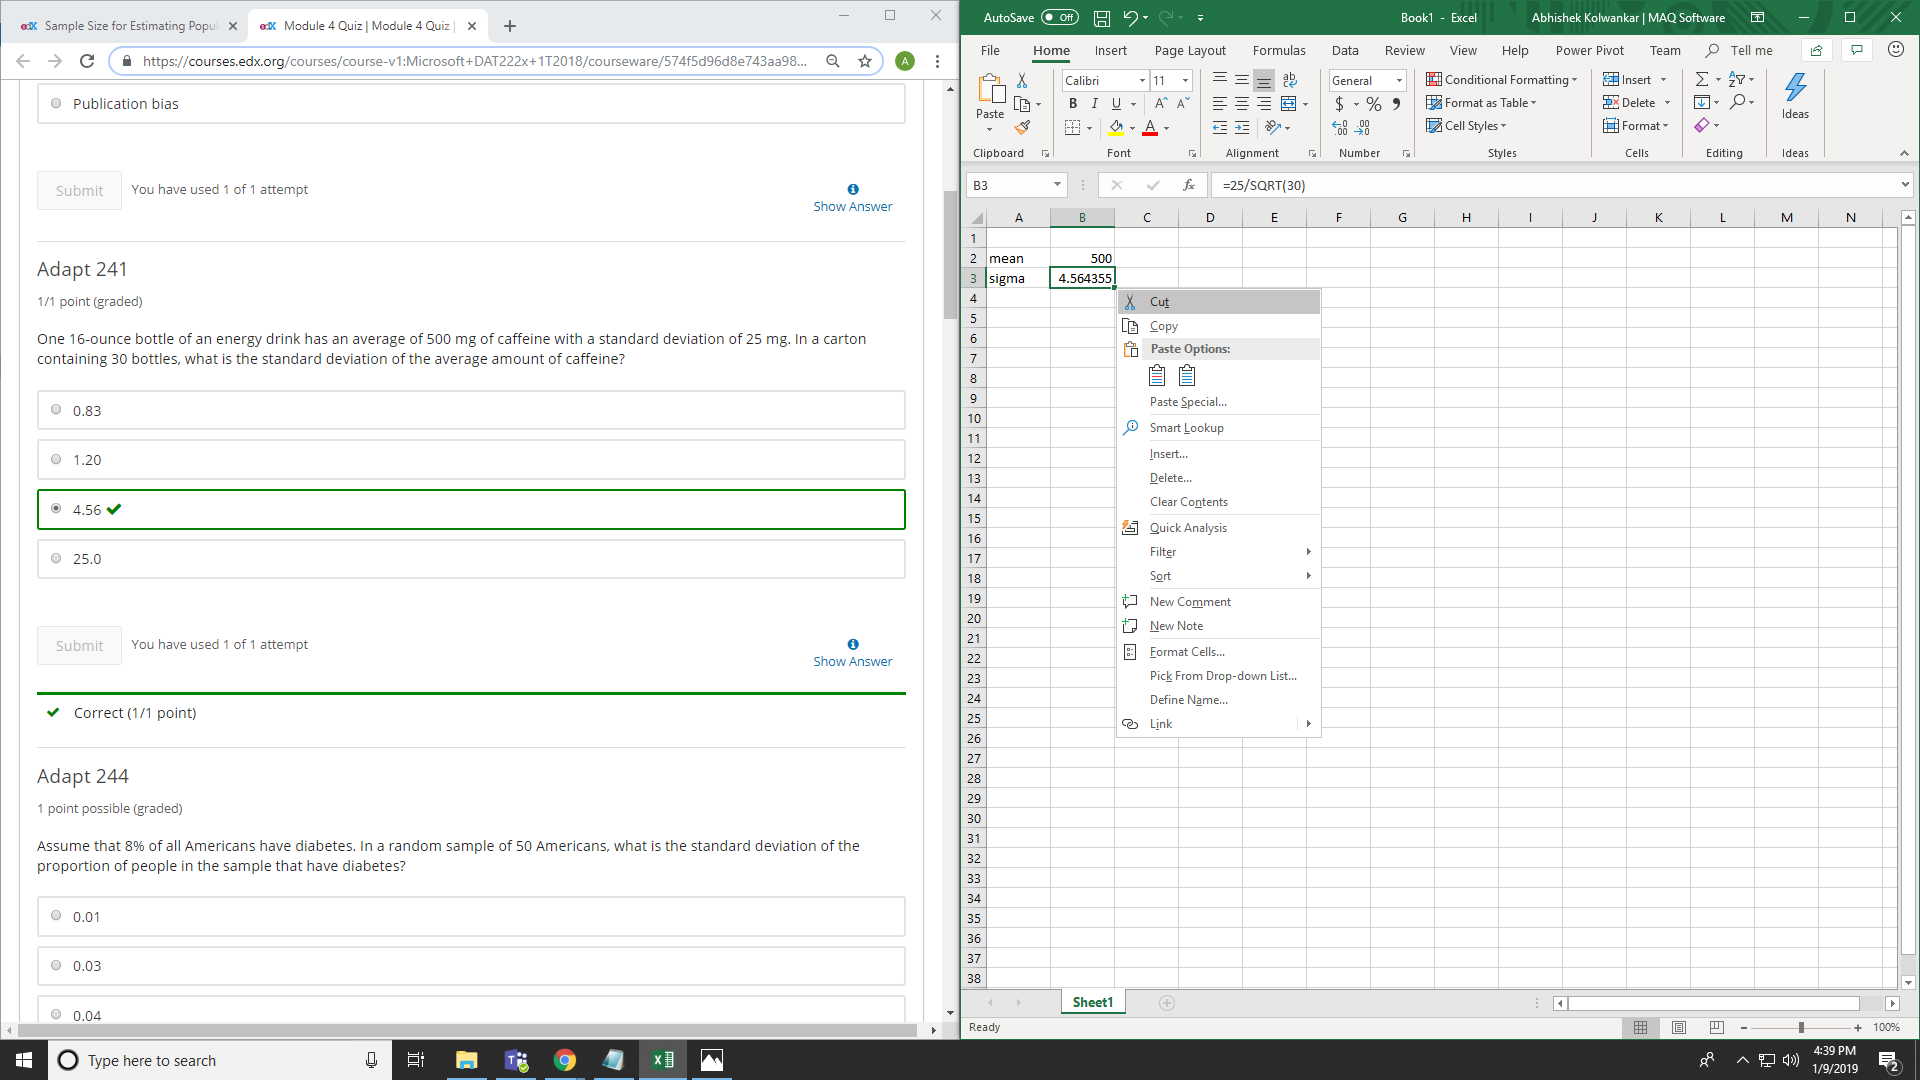 Sample Size for Estimating Popul
Module 4 Quiz | Module 4 Quiz |
https://courses.edx.org/courses/course-v1:Microsoft+DAT222x+1T2018/courseware/574f5d96d8e743aa98...
A
Publication bias
Submit
You have used 1 of 1 attempt
Show Answer
Adapt 241
1/1 point (graded)
One 16-ounce bottle of an energy drink has an average of 500 mg of caffeine with a standard deviation of 25 mg. In a carton
containing 30 bottles, what is the standard deviation of the average amount of caffeine?
0.83
1.20
4.56
25.0
Submit
You have used 1 of 1 attempt
Show Answer
Correct (1/1 point)
Adapt 244
1 point possible (graded)
Assume that 8% of all Americans have diabetes. In a random sample of 50 Americans, what is the standard deviation of the
proportion of people in the sample that have diabetes?
0.01
0.03
0.04
AutoSave Off
Book1 - Excel
Abhishek Kolwankar | MAQ Software
File Home Insert Page Layout Formulas Data Review View Help Power Pivot Team Tell me
Paste
Clipboard
Calibri 11
B I U
Font
Alignment
General
$ % ,
Number
Conditional Formatting
Format as Table
Cell Styles
Styles
Insert
Delete
Format
Cells
Editing
Ideas
Ideas
B3
fx
=25/SQRT(30)
A B C D E F G H I J K L M N
1
2 mean 500
3 sigma 4.564355
4
5
6
7
8
9
10
11
12
13
14
15
16
17
18
19
20
21
22
23
24
25
26
27
28
29
30
31
32
33
34
35
36
37
38
Cut
Copy
Paste Options:
Paste Special...
Smart Lookup
Insert...
Delete...
Clear Contents
Quick Analysis
Filter
Sort
New Comment
New Note
Format Cells...
Pick From Drop-down List...
Define Name...
Link
Sheet1
Ready
100%
Type here to search
4:39 PM
1/9/2019
2